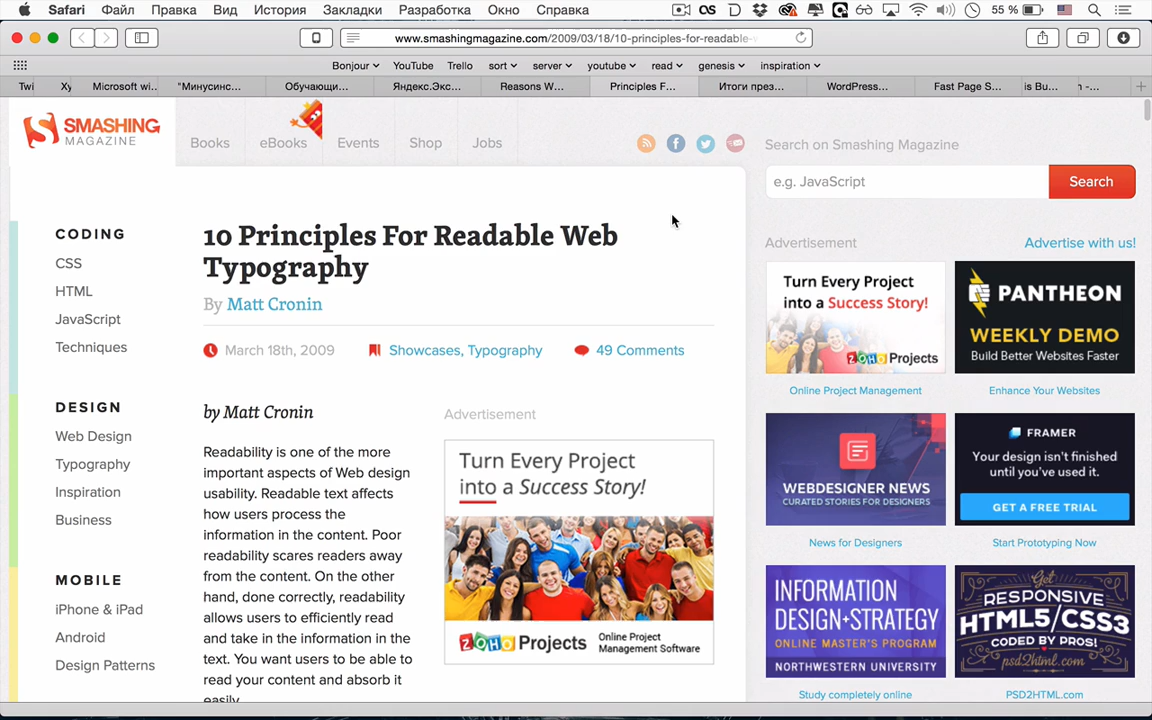 Safari Файл Правка Вид История Закладки Разработка Окно Справка
55 %
www.smashingmagazine.com/2009/03/18/10-principles-for-readable-
Bonjour YouTube Trello sort server youtube read genesis inspiration
Twi Ху Microsoft wi... "Минусинс... Обучающи... Яндекс.Экс... Reasons W... Principles F... Итоги през... WordPress... Fast Page S... is Bu...
SMASHING
MAGAZINE
Books eBooks Events Shop Jobs
Search on Smashing Magazine
e.g. JavaScript Search
CODING
CSS
HTML
JavaScript
Techniques
DESIGN
Web Design
Typography
Inspiration
Business
MOBILE
iPhone & iPad
Android
Design Patterns
10 Principles For Readable Web
Typography
By Matt Cronin
March 18th, 2009 Showcases, Typography 49 Comments
by Matt Cronin
Readability is one of the more
important aspects of Web design
usability. Readable text affects
how users process the
information in the content. Poor
readability scares readers away
from the content. On the other
hand, done correctly, readability
allows users to efficiently read
and take in the information in the
text. You want users to be able to
read your content and absorb it
easily.
Advertisement
Turn Every Project
into a Success Story!
ZOHO Projects Online Project
Management Software
Advertisement Advertise with us!
Turn Every Project
into a Success Story!
ZOHO Projects
Online Project Management
PANTHEON
WEEKLY DEMO
Build Better Websites Faster
Enhance Your Websites
WEBDESIGNER NEWS
CURATED STORIES FOR DESIGNERS
News for Designers
FRAMER
Your design isn't finished
until you've used it.
GET A FREE TRIAL
Start Prototyping Now
INFORMATION
DESIGN+STRATEGY
ONLINE MASTER'S PROGRAM
NORTHWESTERN UNIVERSITY
Study completely online
Get
RESPONSIVE
HTML5/CSS3
CODED BY PROS!
psd2html.com
PSD2HTML.com